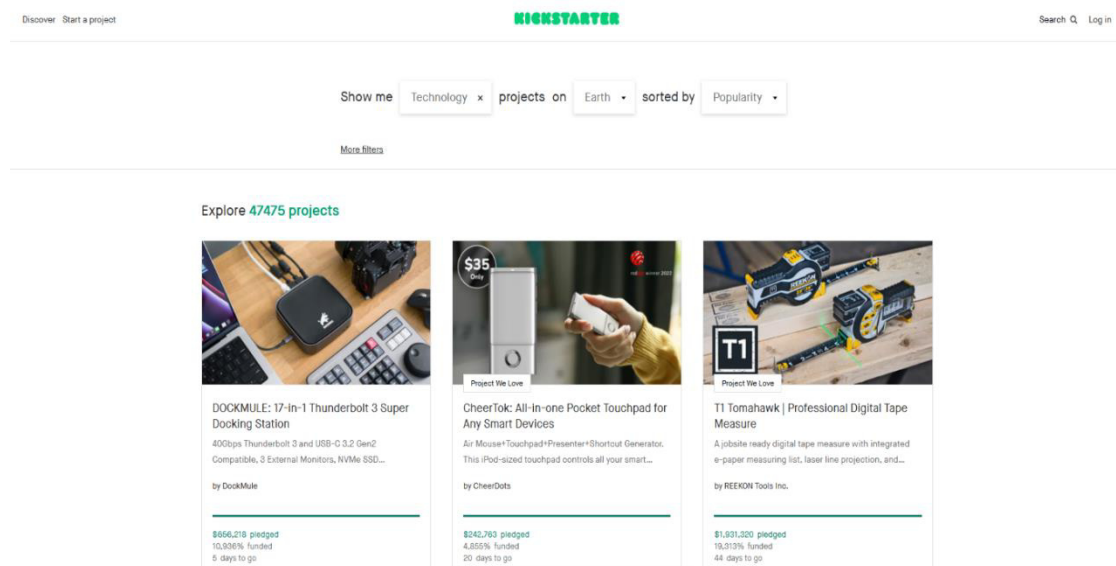 Discover Start a project
KICKSTARTER
Search Log in
Show me Technology × projects on Earth sorted by Popularity
More filters
Explore 47475 projects
$35
Only
winner 2022
REEKON
T1
Project We Love
Project We Love
DOCKMULE: 17-in-1 Thunderbolt 3 Super
Docking Station
40Gbps Thunderbolt 3 and USB-C 3.2 Gen2
Compatible, 3 External Monitors, NVMe SSD...
by DockMule
$656,218 pledged
10,936% funded
5 days to go
CheerTok: All-in-one Pocket Touchpad for
Any Smart Devices
Air Mouse+Touchpad+Presenter+Shortcut Generator.
This iPod-sized touchpad controls all your smart...
by CheerDots
$242,763 pledged
4,855% funded
20 days to go
T1 Tomahawk | Professional Digital Tape
Measure
A jobsite ready digital tape measure with integrated
e-paper measuring list, laser line projection, and...
by REEKON Tools Inc.
$1,931,320 pledged
19,313% funded
44 days to go